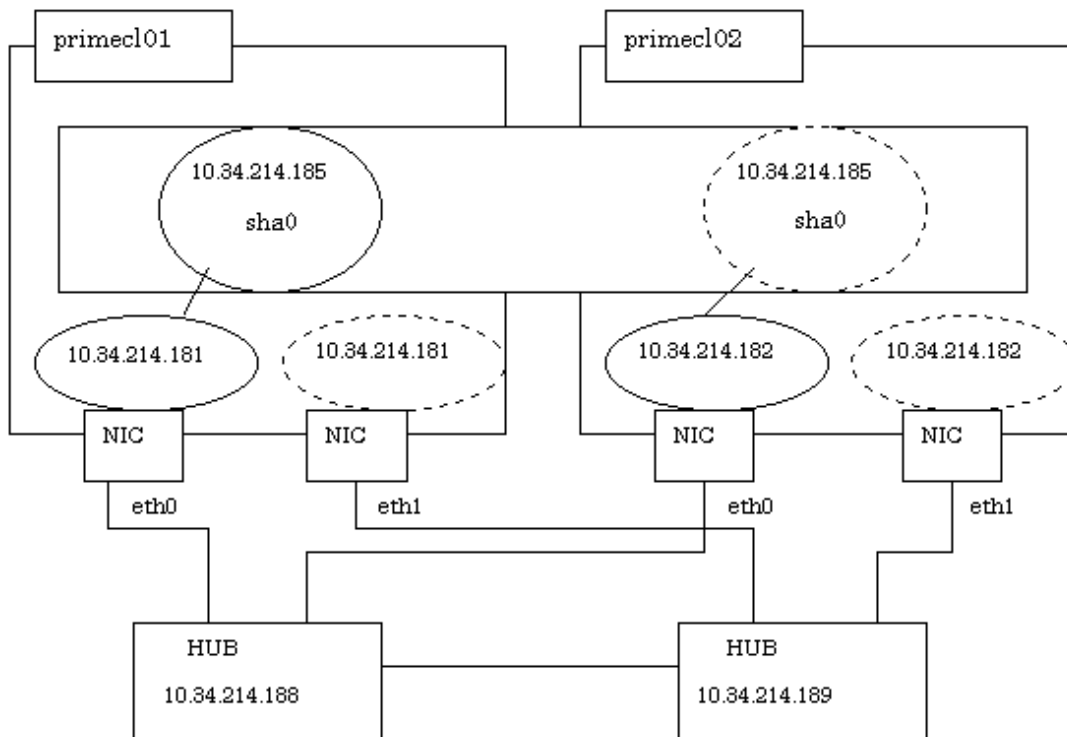 primecl01
primecl02
10.34.214.185
sha0
10.34.214.185
sha0
10.34.214.181
10.34.214.181
10.34.214.182
10.34.214.182
NIC
NIC
NIC
NIC
eth0
eth1
eth0
eth1
HUB
10.34.214.188
HUB
10.34.214.189